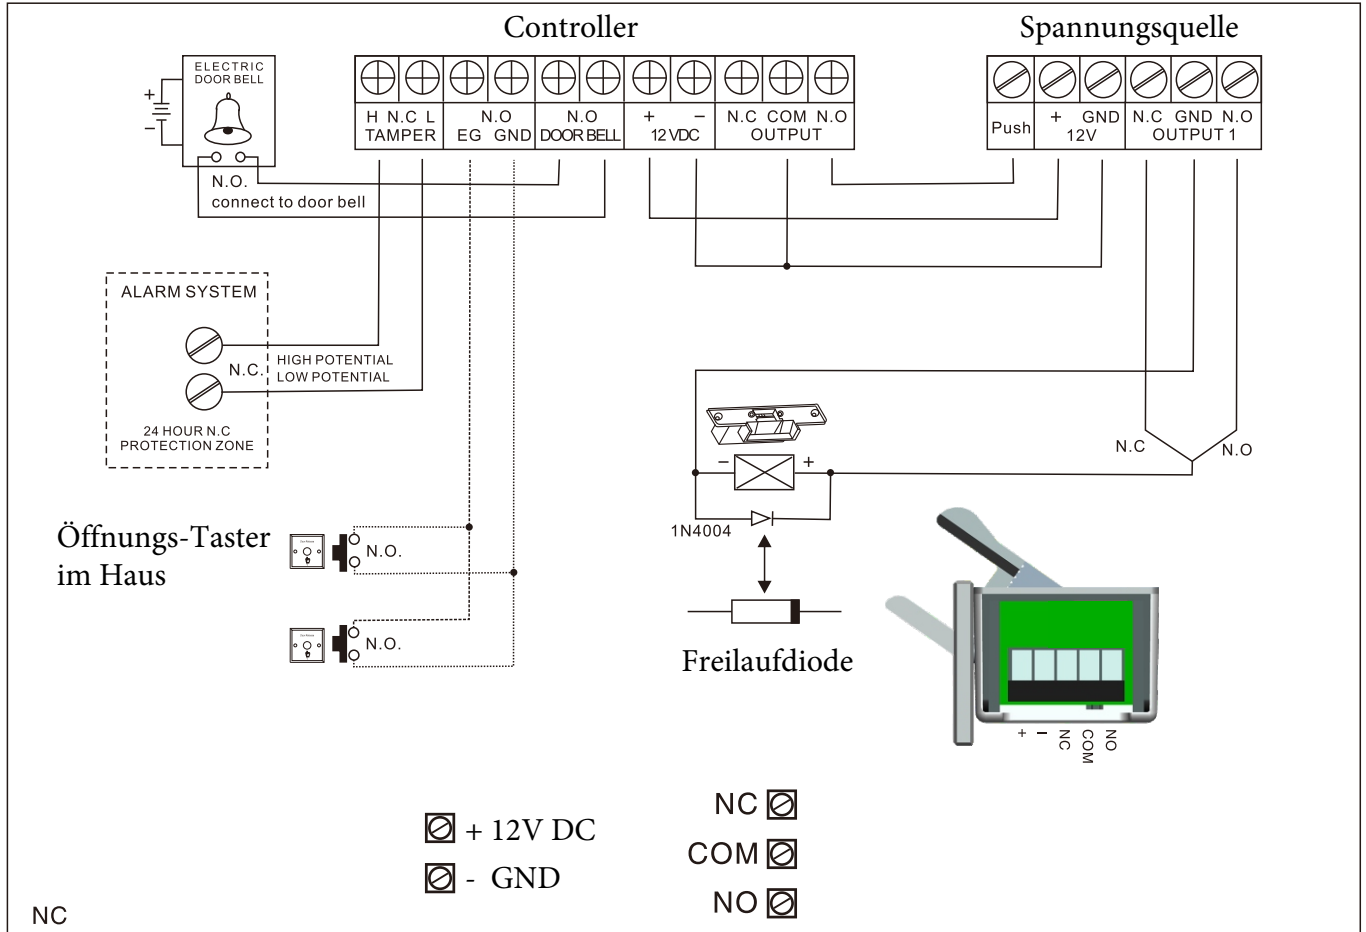 Controller
Spannungsquelle
ELECTRIC
DOOR BELL
+
−
H N.C L
TAMPER
N.O
EG GND
N.O
DOOR BELL
+ −
12 VDC
N.C COM N.O
OUTPUT
Push
+ GND
12V
N.C GND N.O
OUTPUT 1
N.O.
connect to door bell
ALARM SYSTEM
N.C.
HIGH POTENTIAL
LOW POTENTIAL
24 HOUR N.C
PROTECTION ZONE
N.C
N.O
− +
1N4004
Öffnungs-Taster
im Haus
N.O.
N.O.
Freilaufdiode
+
−
NC
COM
NO
+ 12V DC
- GND
NC
COM
NO
NC